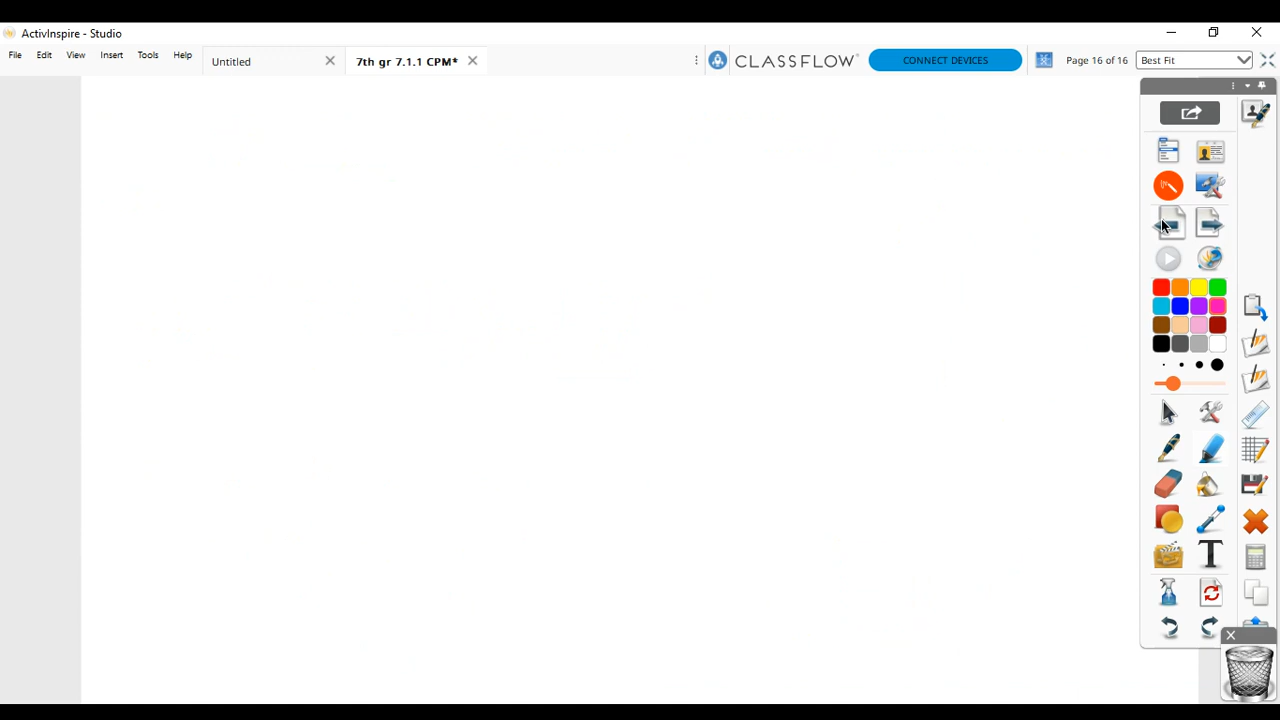 ActivInspire - Studio
File Edit View Insert Tools Help
Untitled
7th gr 7.1.1 CPM*
CLASSFLOW
CONNECT DEVICES
Page 16 of 16
Best Fit
T